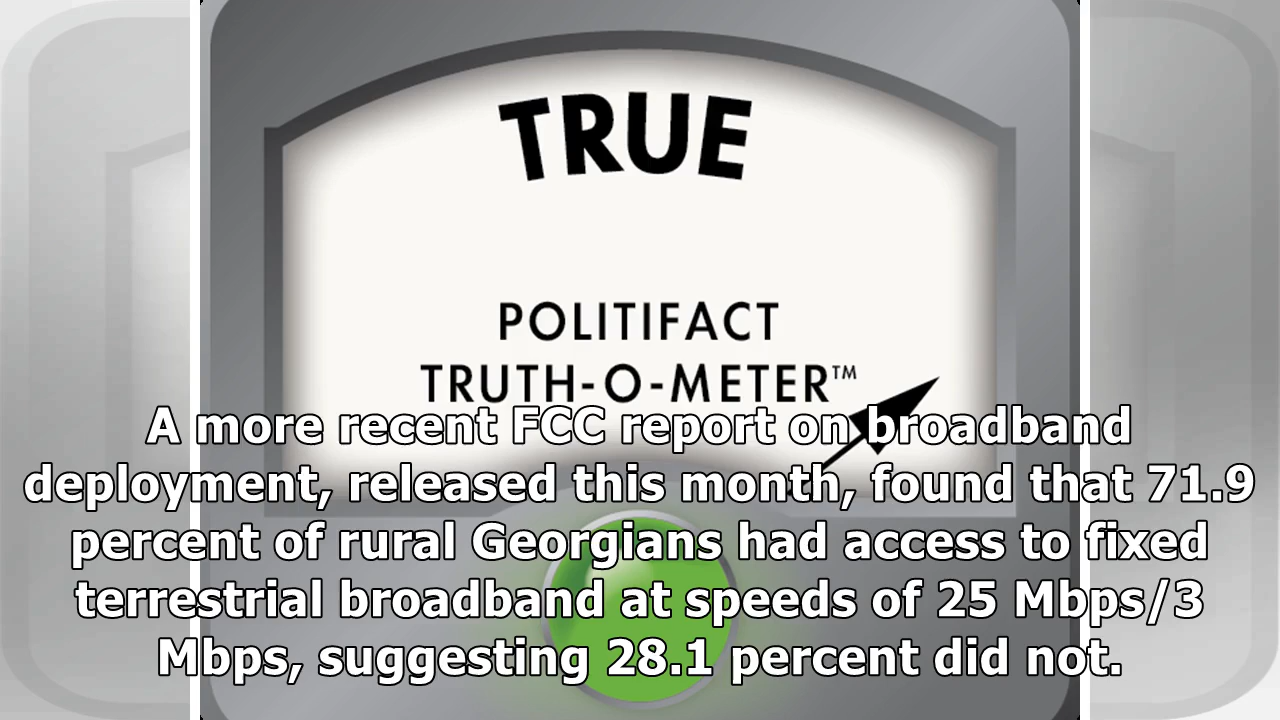 TRUE
POLITIFACT
TRUTH-O-METER™
A more recent FCC report on broadband
deployment, released this month, found that 71.9
percent of rural Georgians had access to fixed
terrestrial broadband at speeds of 25 Mbps/3
Mbps, suggesting 28.1 percent did not.